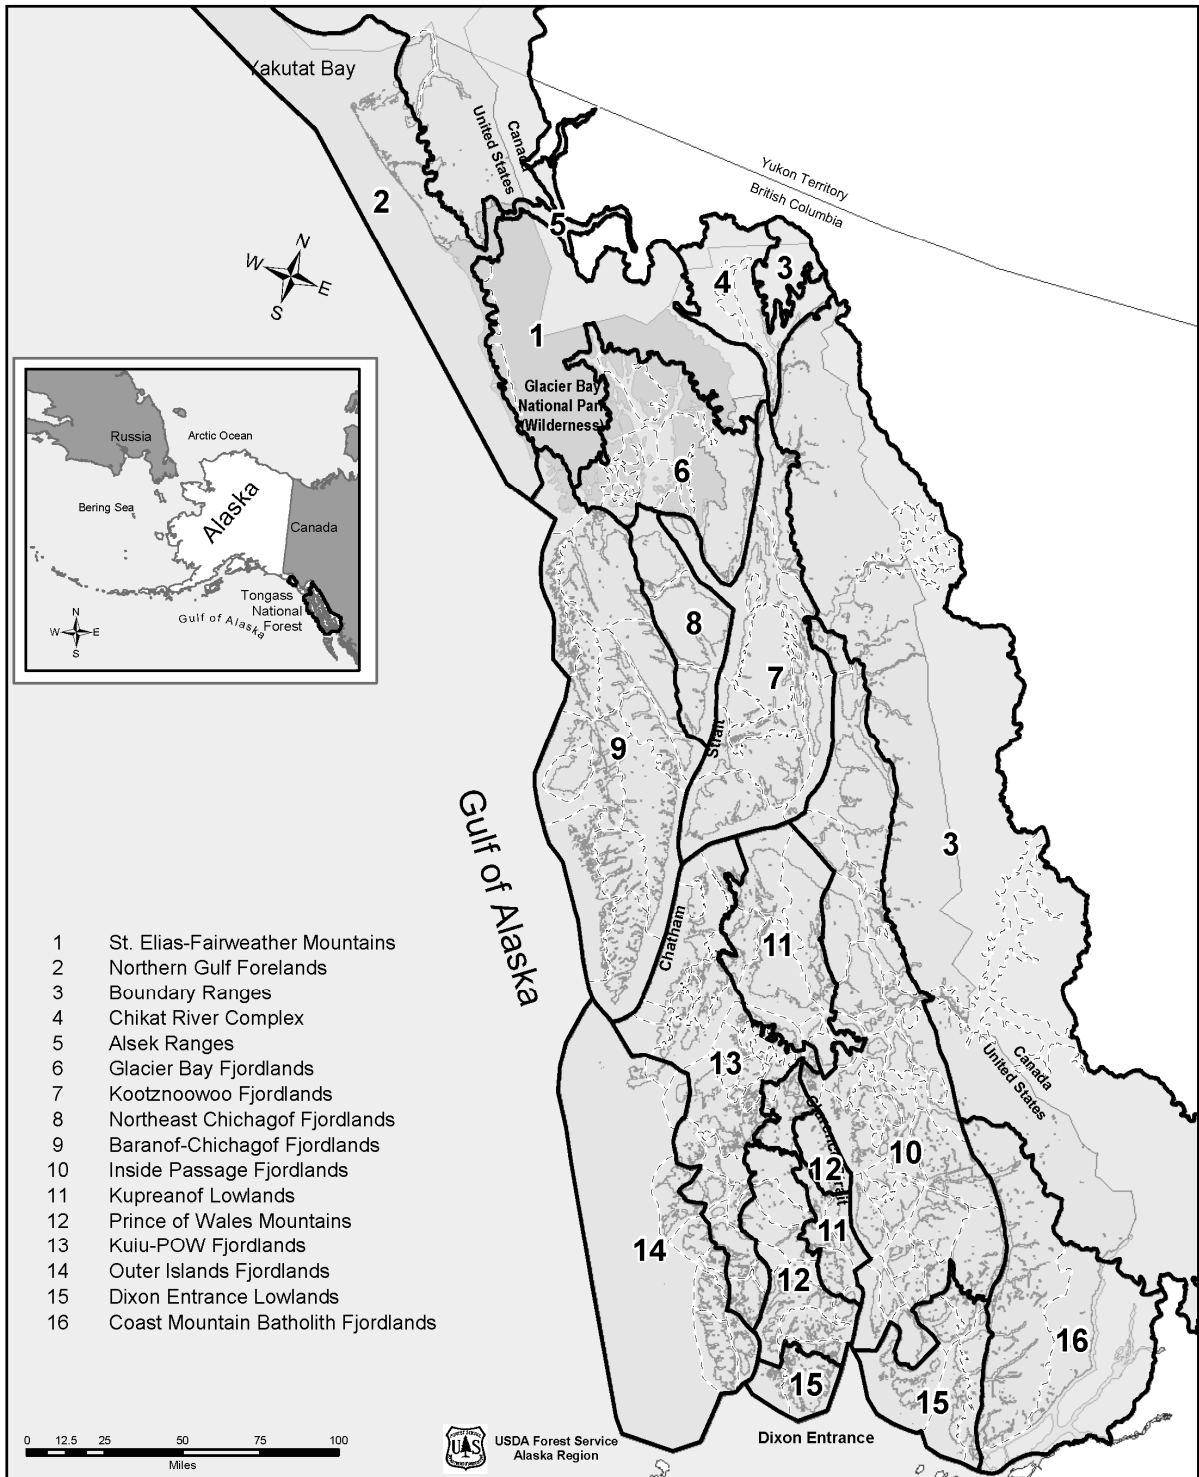 Yakutat Bay
United States
Canada
Yukon Territory
British Columbia
2
5
N
W
E
S
4
3
1
Glacier Bay
National Park
(Wilderness)
6
Russia
Arctic Ocean
Bering Sea
Alaska
Canada
Tongass
National
Forest
Gulf of Alaska
N
W
E
S
8
7
Strait
9
Gulf of Alaska
3
Chatham
11
13
Canada
United States
Clarence Strait
10
12
11
14
12
16
15
15
1 St. Elias-Fairweather Mountains
2 Northern Gulf Forelands
3 Boundary Ranges
4 Chikat River Complex
5 Alsek Ranges
6 Glacier Bay Fjordlands
7 Kootznoowoo Fjordlands
8 Northeast Chichagof Fjordlands
9 Baranof-Chichagof Fjordlands
10 Inside Passage Fjordlands
11 Kupreanof Lowlands
12 Prince of Wales Mountains
13 Kuiu-POW Fjordlands
14 Outer Islands Fjordlands
15 Dixon Entrance Lowlands
16 Coast Mountain Batholith Fjordlands
0 12.5 25 50 75 100
Miles
U S
USDA Forest Service
Alaska Region
Dixon Entrance